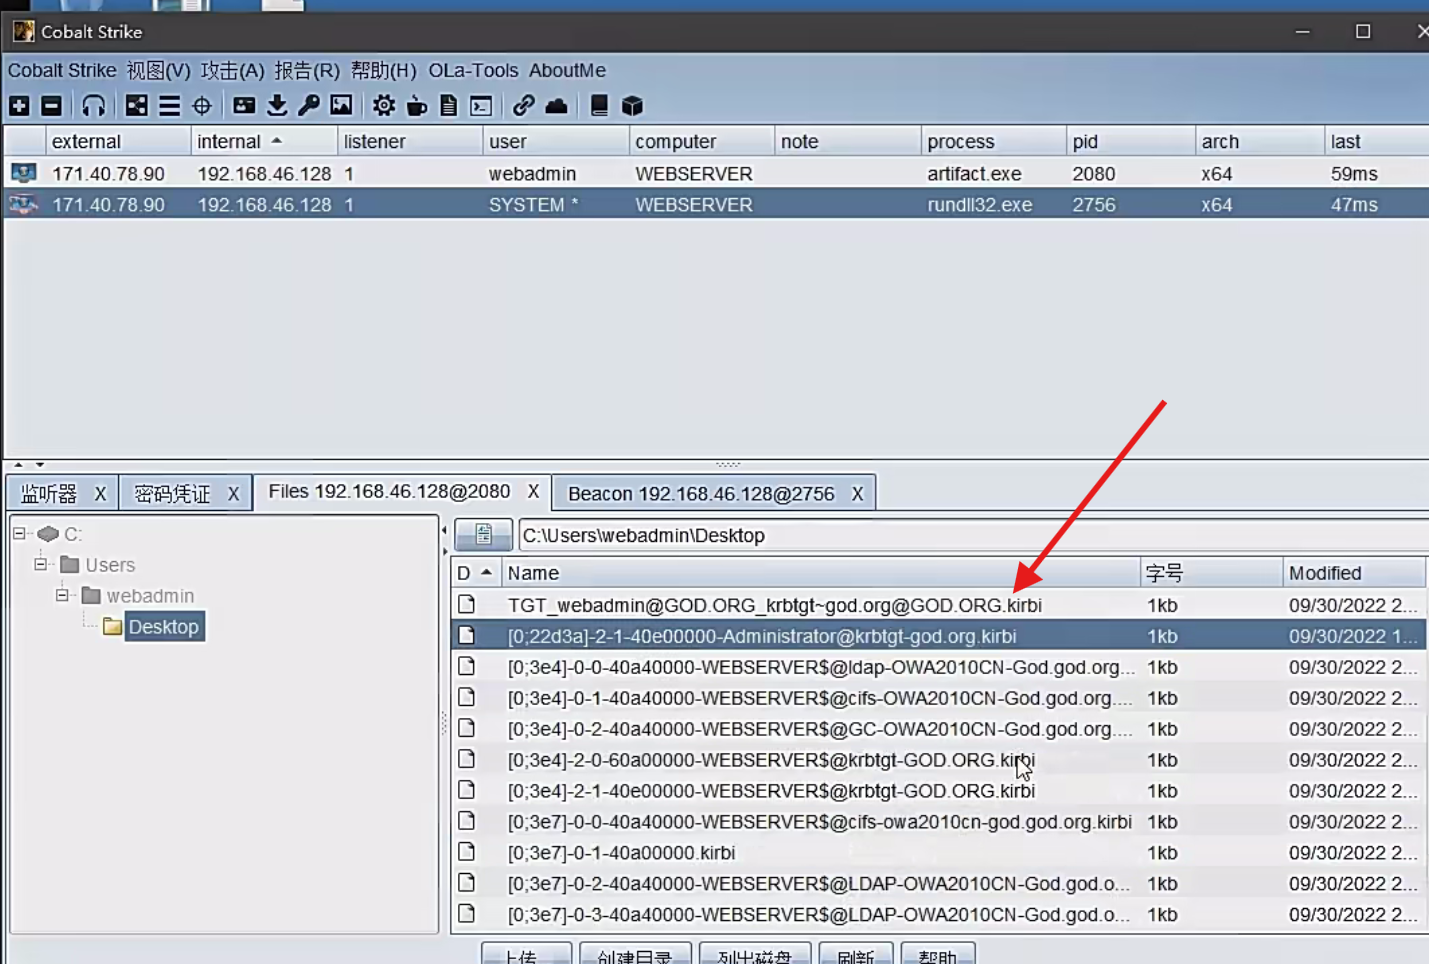 Cobalt Strike
Cobalt Strike 视图(V) 攻击(A) 报告(R) 帮助(H) OLa-Tools AboutMe
external internal listener user computer note process pid arch last
171.40.78.90 192.168.46.128 1 webadmin WEBSERVER artifact.exe 2080 x64 59ms
171.40.78.90 192.168.46.128 1 SYSTEM * WEBSERVER rundll32.exe 2756 x64 47ms
监听器 X 密码凭证 X Files 192.168.46.128@2080 X Beacon 192.168.46.128@2756 X
C:
Users
webadmin
Desktop
C:\Users\webadmin\Desktop
D Name 字号 Modified
TGT_webadmin@GOD.ORG_krbtgt~god.org@GOD.ORG.kirbi 1kb 09/30/2022 2...
[0;22d3a]-2-1-40e00000-Administrator@krbtgt-god.org.kirbi 1kb 09/30/2022 1...
[0;3e4]-0-0-40a40000-WEBSERVER$@ldap-OWA2010CN-God.god.org... 1kb 09/30/2022 2...
[0;3e4]-0-1-40a40000-WEBSERVER$@cifs-OWA2010CN-God.god.org.... 1kb 09/30/2022 2...
[0;3e4]-0-2-40a40000-WEBSERVER$@GC-OWA2010CN-God.god.org.... 1kb 09/30/2022 2...
[0;3e4]-2-0-60a00000-WEBSERVER$@krbtgt-GOD.ORG.kirbi 1kb 09/30/2022 2...
[0;3e4]-2-1-40e00000-WEBSERVER$@krbtgt-GOD.ORG.kirbi 1kb 09/30/2022 2...
[0;3e7]-0-0-40a40000-WEBSERVER$@cifs-owa2010cn-god.god.org.kirbi 1kb 09/30/2022 2...
[0;3e7]-0-1-40a00000.kirbi 1kb 09/30/2022 2...
[0;3e7]-0-2-40a40000-WEBSERVER$@LDAP-OWA2010CN-God.god.o... 1kb 09/30/2022 2...
[0;3e7]-0-3-40a40000-WEBSERVER$@LDAP-OWA2010CN-God.god.o... 1kb 09/30/2022 2...
上传 创建目录 列出磁盘 刷新 帮助